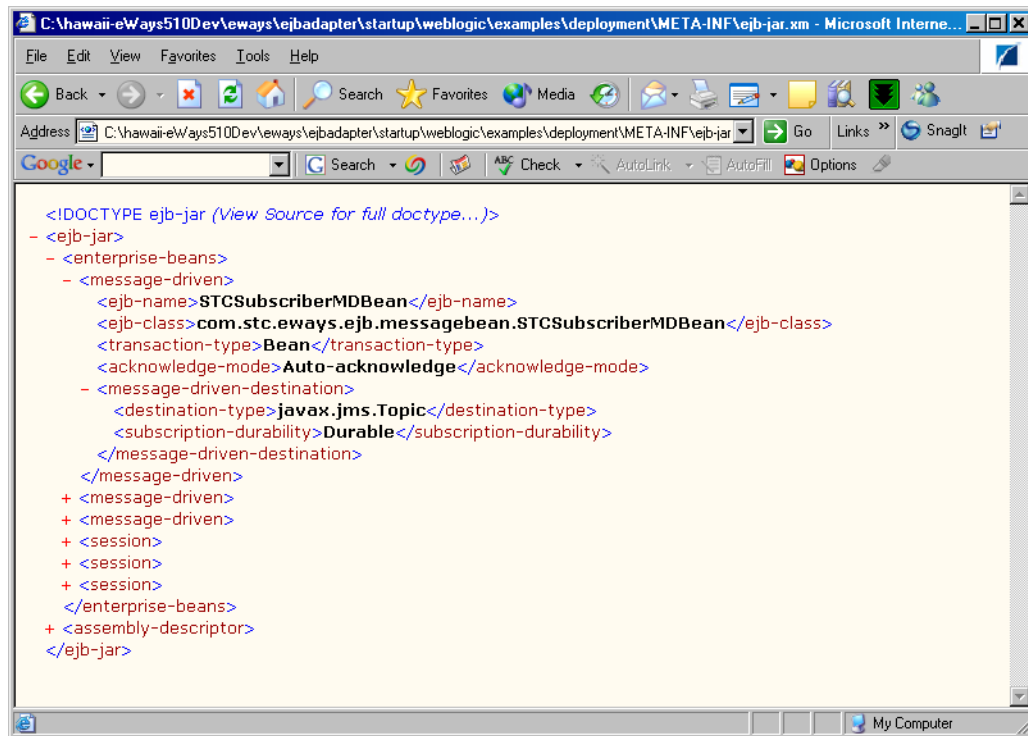 C:\hawaii-eWays510Dev\eways\ejbadapter\startup\weblogic\examples\deployment\META-INF\ejb-jar.xm - Microsoft Interne...
File Edit View Favorites Tools Help
Back Search Favorites Media
Address C:\hawaii-eWays510Dev\eways\ejbadapter\startup\weblogic\examples\deployment\META-INF\ejb-jar Go Links » SnagIt
Google Search ABC Check AutoLink AutoFill Options
<!DOCTYPE ejb-jar (View Source for full doctype...)>
- <ejb-jar>
- <enterprise-beans>
- <message-driven>
<ejb-name>STCSubscriberMDBean</ejb-name>
<ejb-class>com.stc.eways.ejb.messagebean.STCSubscriberMDBean</ejb-class>
<transaction-type>Bean</transaction-type>
<acknowledge-mode>Auto-acknowledge</acknowledge-mode>
- <message-driven-destination>
<destination-type>javax.jms.Topic</destination-type>
<subscription-durability>Durable</subscription-durability>
</message-driven-destination>
</message-driven>
+ <message-driven>
+ <message-driven>
+ <session>
+ <session>
+ <session>
</enterprise-beans>
+ <assembly-descriptor>
</ejb-jar>
My Computer